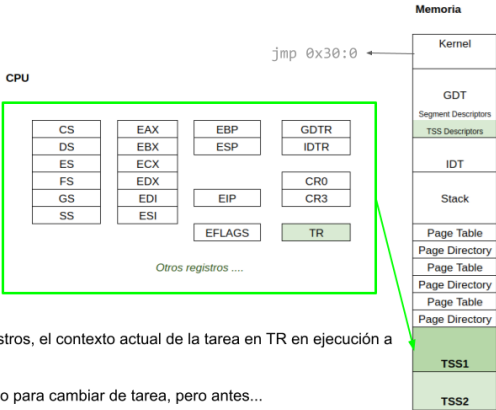 Memoria
Kernel
jmp 0x30:0
CPU
GDT
Segment Descriptors
TSS Descriptors
CS EAX EBP GDTR
DS EBX ESP IDTR
ES ECX
FS EDX CR0
GS EDI EIP CR3
SS ESI
EFLAGS TR
Otros registros ....
IDT
Stack
Page Table
Page Directory
Page Table
Page Directory
Page Table
Page Directory
TSS1
TSS2
el contexto actual de la tarea en TR en ejecución a
para cambiar de tarea, pero antes...